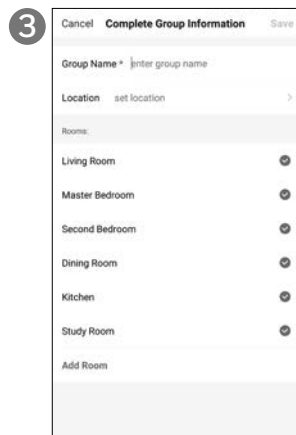 3
Cancel Complete Group Information Save
Group Name * enter group name
Location set location >
Rooms:
Living Room
Master Bedroom
Second Bedroom
Dining Room
Kitchen
Study Room
Add Room